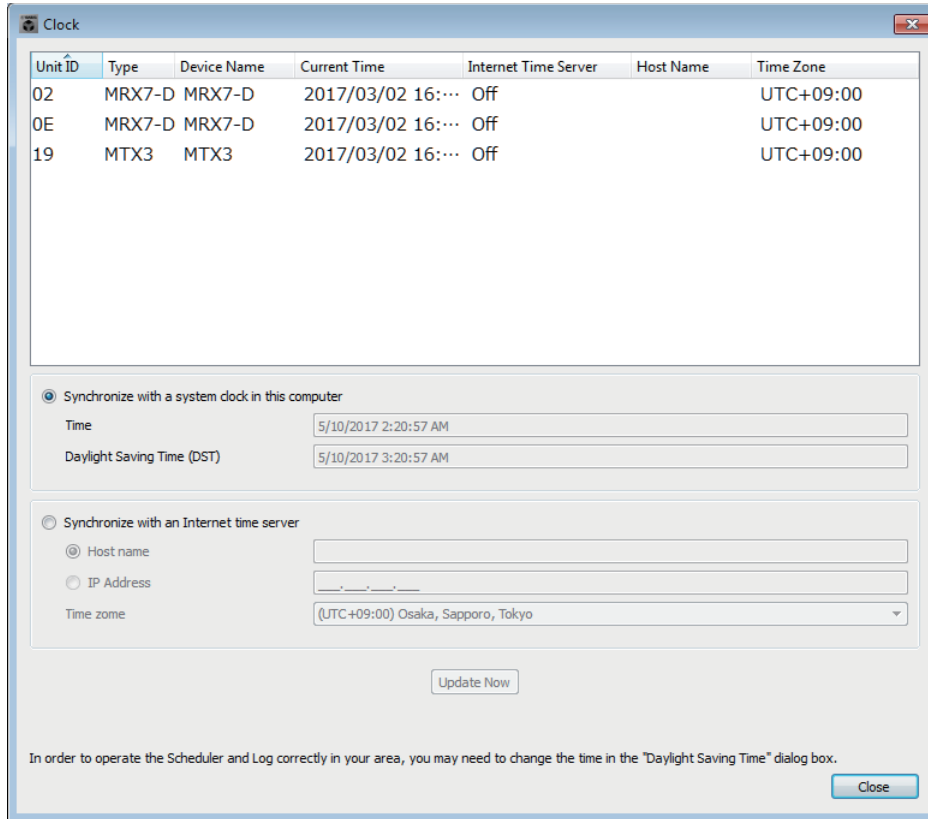 Clock
Unit ID Type Device Name Current Time Internet Time Server Host Name Time Zone
02 MRX7-D MRX7-D 2017/03/02 16:··· Off UTC+09:00
0E MRX7-D MRX7-D 2017/03/02 16:··· Off UTC+09:00
19 MTX3 MTX3 2017/03/02 16:··· Off UTC+09:00
Synchronize with a system clock in this computer
Time 5/10/2017 2:20:57 AM
Daylight Saving Time (DST) 5/10/2017 3:20:57 AM
Synchronize with an Internet time server
Host name
IP Address ___.___.___.___
Time zome (UTC+09:00) Osaka, Sapporo, Tokyo
Update Now
In order to operate the Scheduler and Log correctly in your area, you may need to change the time in the "Daylight Saving Time" dialog box.
Close